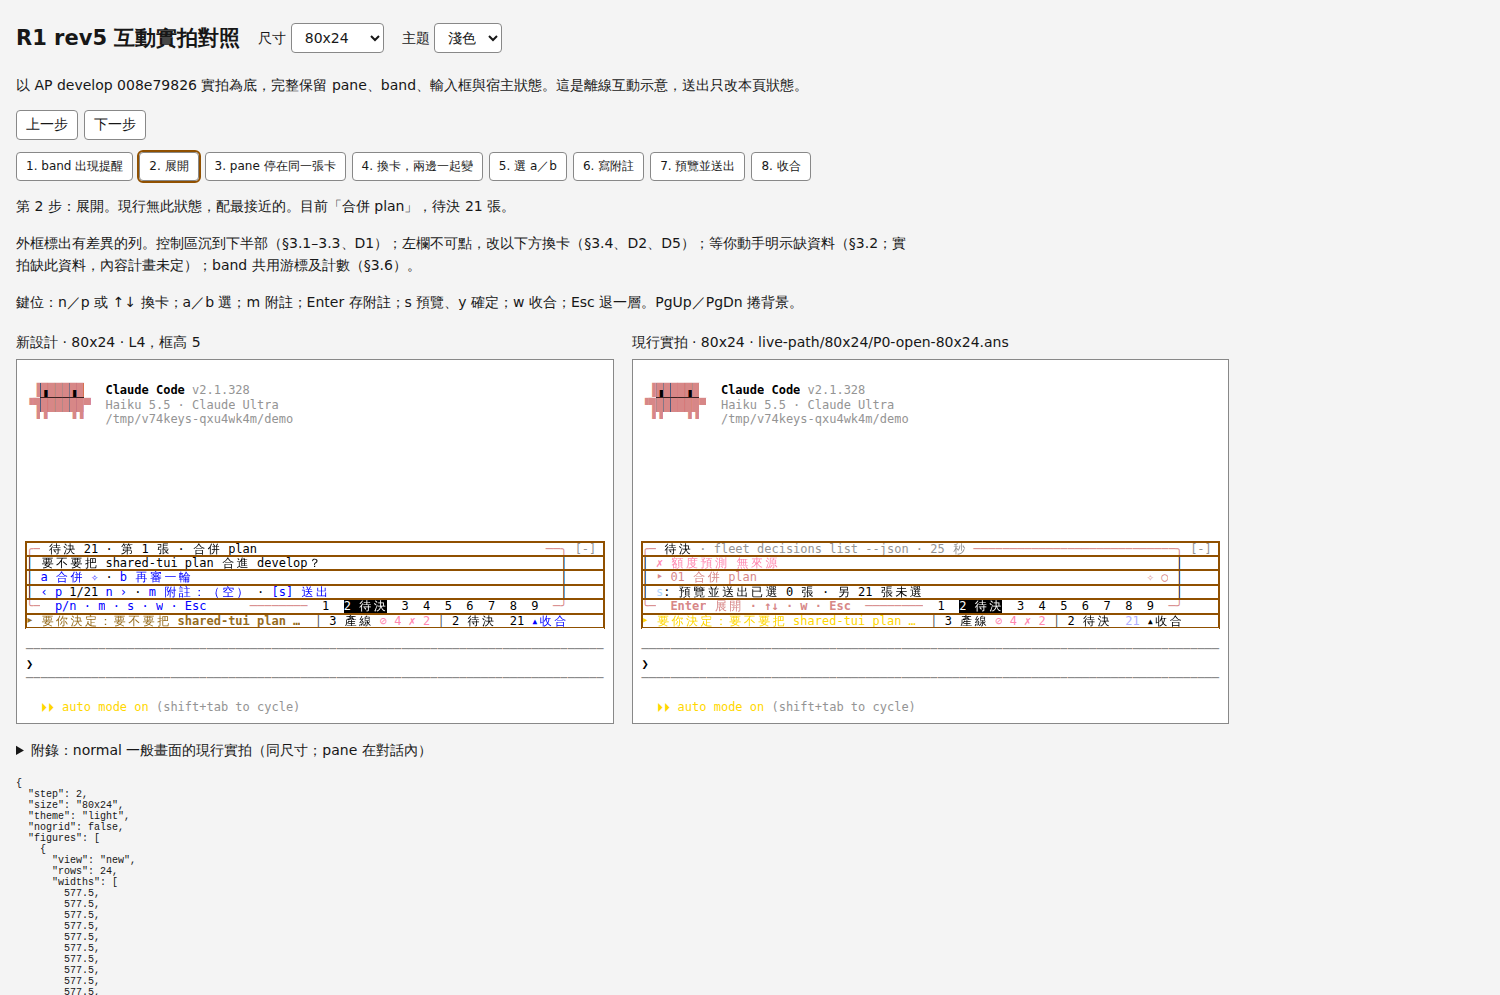 R1 rev5 互動實拍對照 尺寸 80x24 主題 淺色
以 AP develop 008e79826 實拍為底，完整保留 pane、band、輸入框與宿主狀態。這是離線互動示意，送出只改本頁狀態。
上一步 下一步
1. band 出現提醒 2. 展開 3. pane 停在同一張卡 4. 換卡，兩邊一起變 5. 選 a／b 6. 寫附註 7. 預覽並送出 8. 收合
第 2 步：展開。現行無此狀態，配最接近的。目前「合併 plan」，待決 21 張。
外框標出有差異的列。控制區沉到下半部（§3.1–3.3、D1）；左欄不可點，改以下方換卡（§3.4、D2、D5）；等你動手明示缺資料（§3.2；實
拍缺此資料，內容計畫未定）；band 共用游標及計數（§3.6）。
鍵位：n／p 或 ↑↓ 換卡；a／b 選；m 附註；Enter 存附註；s 預覽、y 確定；w 收合；Esc 退一層。PgUp／PgDn 捲背景。
新設計 · 80x24 · L4，框高 5
Claude Code v2.1.328
Haiku 5.5 · Claude Ultra
/tmp/v74keys-qxu4wk4m/demo
待決 21 · 第 1 張 · 合併 plan [-]
要不要把 shared-tui plan 合進 develop？
a 合併 ✧ · b 再審一輪
‹ p 1/21 n › · m 附註：（空） · [s] 送出
p/n · m · s · w · Esc 1 2 待決 3 4 5 6 7 8 9
▸ 要你決定：要不要把 shared-tui plan … │ 3 產線 ⊘ 4 ✗ 2 │ 2 待決 21 ▴收合
❯
⏵⏵ auto mode on (shift+tab to cycle)
現行實拍 · 80x24 · live-path/80x24/P0-open-80x24.ans
Claude Code v2.1.328
Haiku 5.5 · Claude Ultra
/tmp/v74keys-qxu4wk4m/demo
待決 · fleet decisions list --json · 25 秒 [-]
✗ 額度預測 無來源
▸ 01 合併 plan ✧ ○
s: 預覽並送出已選 0 張 · 另 21 張未選
Enter 展開 · ↑↓ · w · Esc 1 2 待決 3 4 5 6 7 8 9
▸ 要你決定：要不要把 shared-tui plan … │ 3 產線 ⊘ 4 ✗ 2 │ 2 待決 21 ▴收合
❯
⏵⏵ auto mode on (shift+tab to cycle)
▶ 附錄：normal 一般畫面的現行實拍（同尺寸；pane 在對話內）
{
"step": 2,
"size": "80x24",
"theme": "light",
"nogrid": false,
"figures": [
{
"view": "new",
"rows": 24,
"widths": [
577.5,
577.5,
577.5,
577.5,
577.5,
577.5,
577.5,
577.5,
577.5,
577.5,